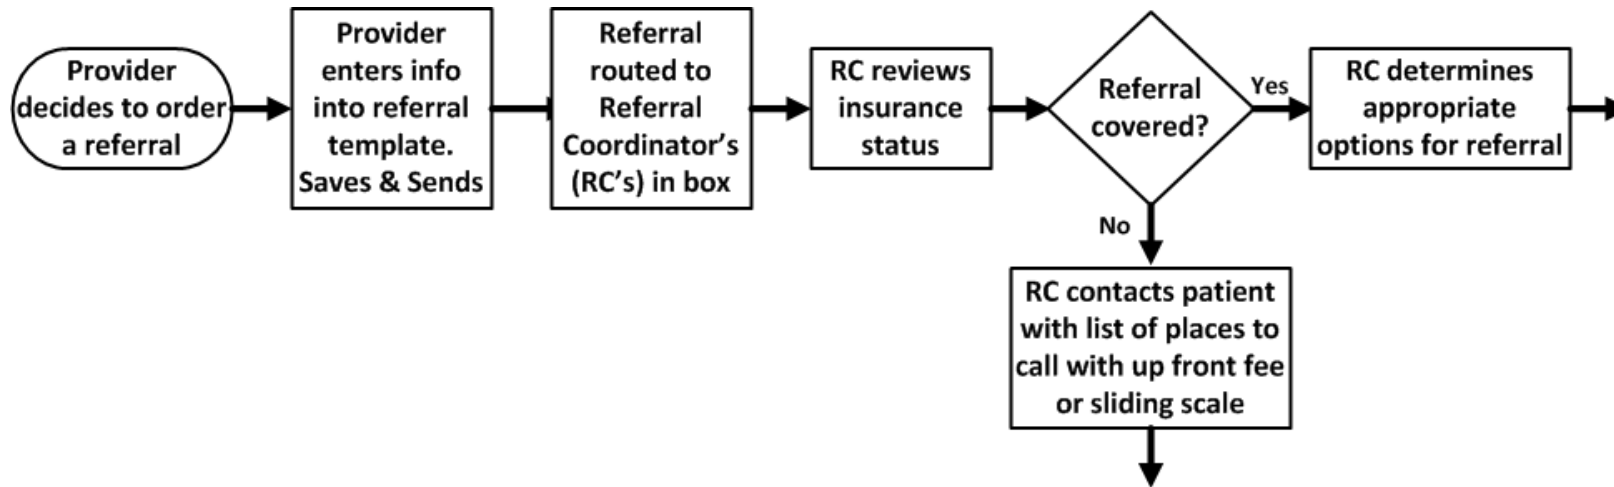 Provider
decides to order
a referral
Provider
enters info
into referral
template.
Saves & Sends
Referral
routed to
Referral
Coordinator's
(RC's) in box
RC reviews
insurance
status
Referral
covered?
Yes
RC determines
appropriate
options for referral
No
RC contacts patient
with list of places to
call with up front fee
or sliding scale